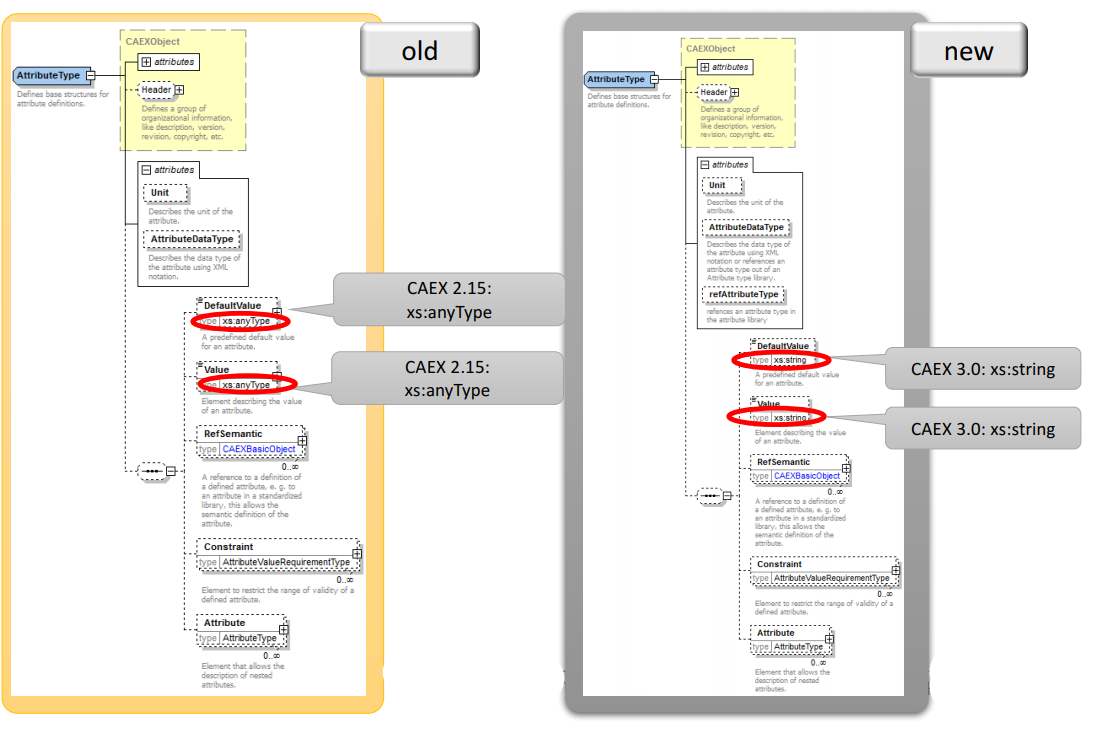 old
CAEXObject
attributes
AttributeType
Defines base structures for
attribute definitions.
Header
Defines a group of
organizational information,
like description, version,
revision, copyright, etc.
attributes
Unit
Describes the unit of the
attribute.
AttributeDataType
Describes the data type of
the attribute using XML
notation.
DefaultValue
type xs:anyType
A predefined default value
for an attribute.
CAEX 2.15:
xs:anyType
Value
type xs:anyType
Element describing the value
of an attribute.
CAEX 2.15:
xs:anyType
RefSemantic
type CAEXBasicObject
0..∞
A reference to a definition of
a defined attribute, e. g. to
an attribute in a standardized
library, this allows the
semantic definition of the
attribute.
Constraint
type AttributeValueRequirementType
0..∞
Element to restrict the range of validity of a
defined attribute.
Attribute
type AttributeType
0..∞
Element that allows the
description of nested
attributes.
new
CAEXObject
attributes
AttributeType
Defines base structures for
attribute definitions.
Header
Defines a group of
organizational information,
like description, version,
revision, copyright, etc.
attributes
Unit
Describes the unit of the
attribute.
AttributeDataType
Describes the data type of
the attribute using XML
notation or references an
attribute type out of an
Attribute type library.
refAttributeType
refences an attribute type in
the attribute library
DefaultValue
type xs:string
A predefined default value
for an attribute.
CAEX 3.0: xs:string
Value
type xs:string
Element describing the value
of an attribute.
CAEX 3.0: xs:string
RefSemantic
type CAEXBasicObject
0..∞
A reference to a definition of
a defined attribute, e. g. to
an attribute in a standardized
library, this allows the
semantic definition of the
attribute.
Constraint
type AttributeValueRequirementType
0..∞
Element to restrict the range of validity of a
defined attribute.
Attribute
type AttributeType
0..∞
Element that allows the
description of nested
attributes.